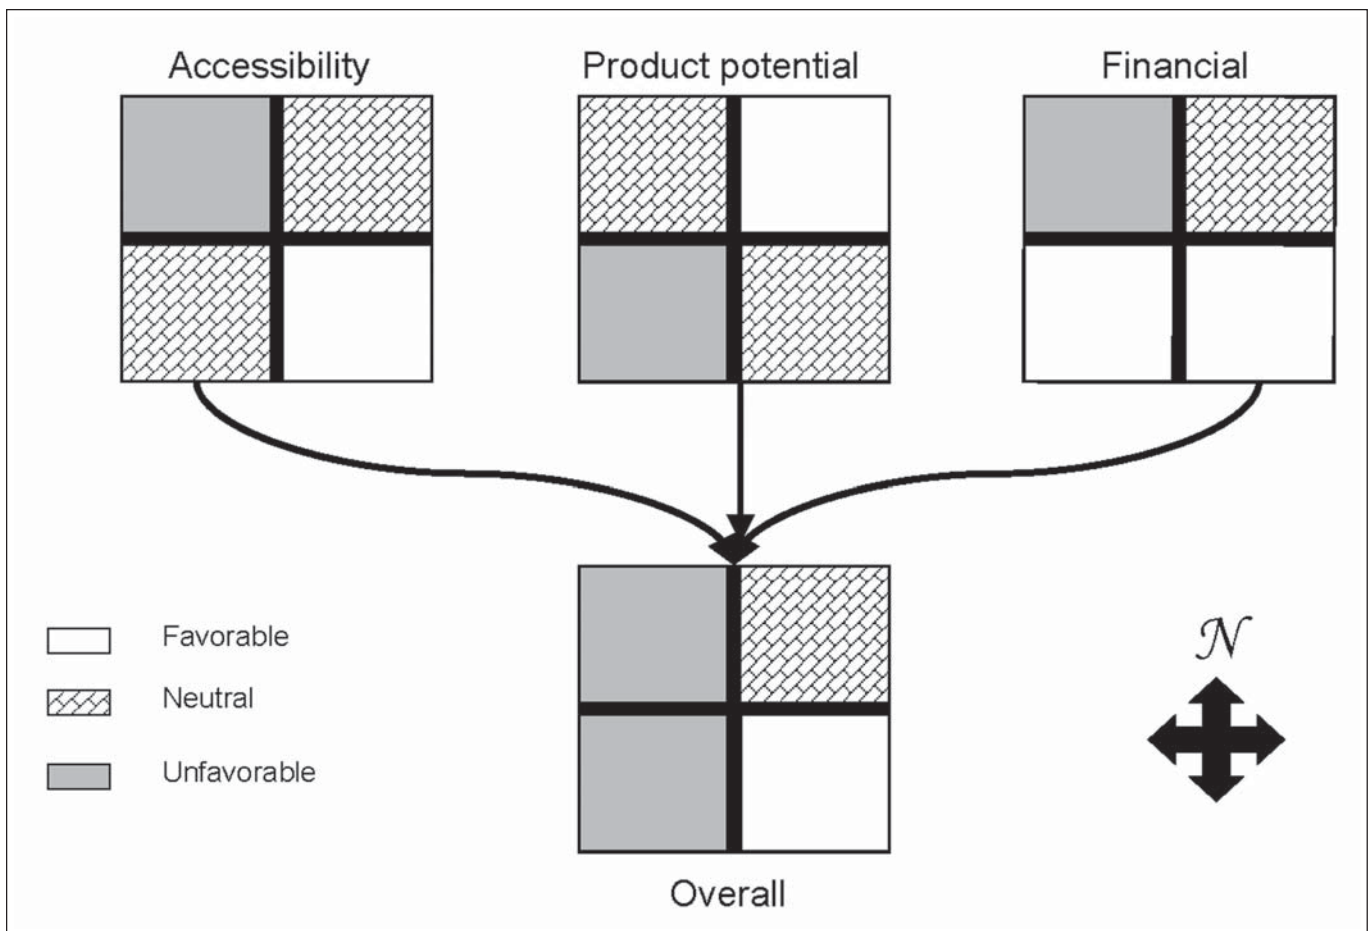 Accessibility
Product potential
Financial
Favorable
Neutral
Unfavorable
N
Overall